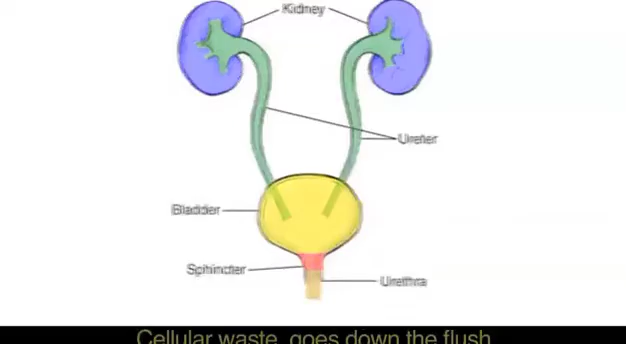 Kidney
Ureter
Bladder
Sphincter
Urethra
Cellular waste, goes down the flush